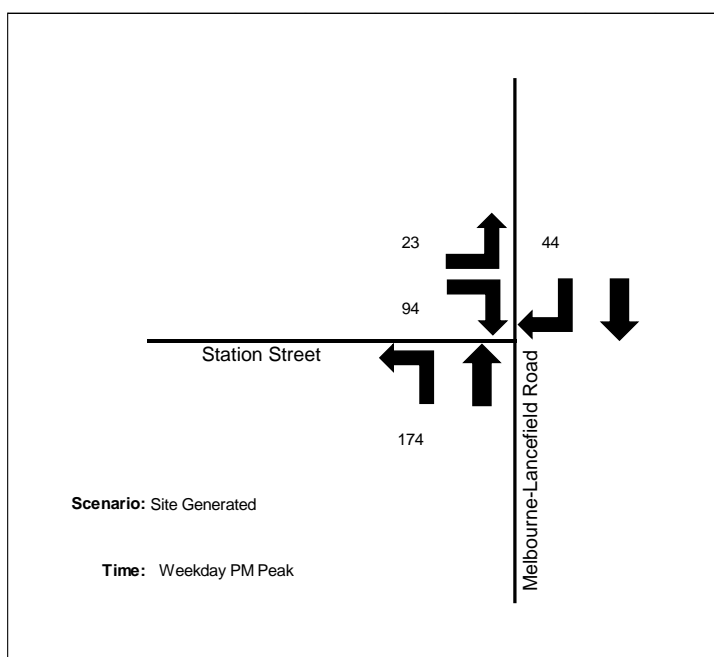 23
44
94
Station Street
174
Melbourne-Lancefield Road
Scenario: Site Generated
Time: Weekday PM Peak